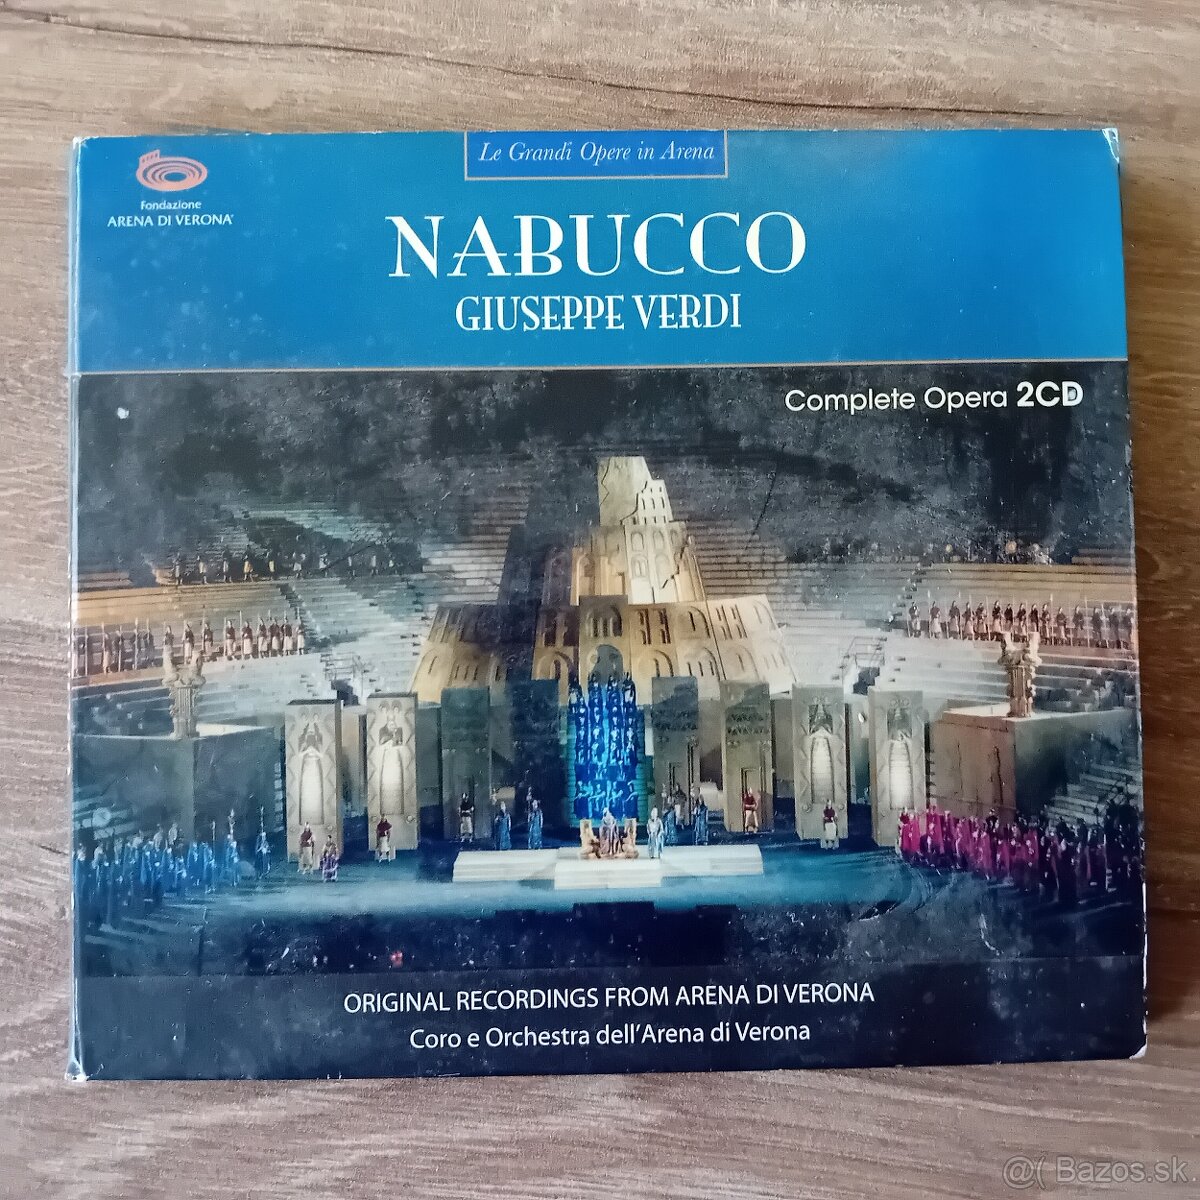 Le Grandi Opere in Arena
Fondazione
ARENA DI VERONA
NABUCCO
GIUSEPPE VERDI
Complete Opera 2CD
ORIGINAL RECORDINGS FROM ARENA DI VERONA
Coro e Orchestra dell'Arena di Verona
@( Bazos.sk